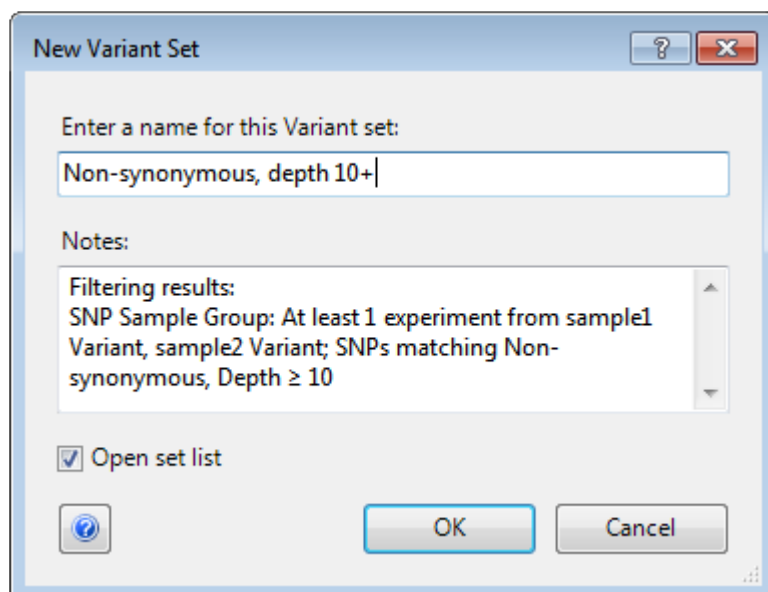 New Variant Set
Enter a name for this Variant set:
Non-synonymous, depth 10+
Notes:
Filtering results:
SNP Sample Group: At least 1 experiment from sample1
Variant, sample2 Variant; SNPs matching Non-
synonymous, Depth ≥ 10
Open set list
OK
Cancel